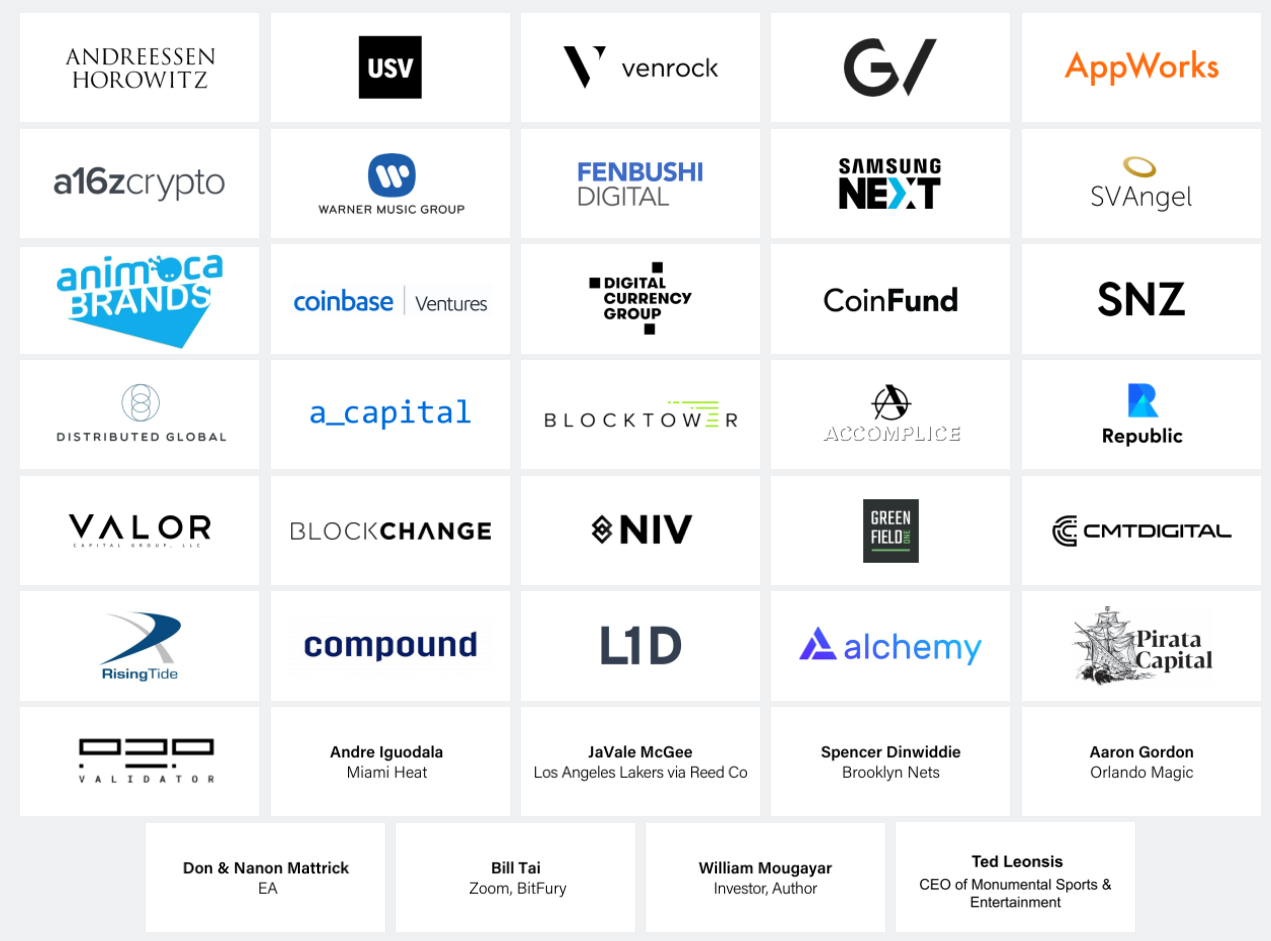 ANDREESSEN
HOROWITZ
USV
venrock
GV
AppWorks
a16zcrypto
WARNER MUSIC GROUP
FENBUSHI
DIGITAL
SAMSUNG
NEXT
SVAngel
animoca
BRANDS
coinbase | Ventures
DIGITAL
CURRENCY
GROUP
CoinFund
SNZ
DISTRIBUTED GLOBAL
a_capital
BLOCKTOWER
ACCOMPLICE
Republic
VALOR
CAPITAL GROUP, LLC
BLOCKCHANGE
NIV
GREEN
FIELD ONE
CMTDIGITAL
RisingTide
compound
L1D
alchemy
Pirata
Capital
P2P
VALIDATOR
Andre Iguodala
Miami Heat
JaVale McGee
Los Angeles Lakers via Reed Co
Spencer Dinwiddie
Brooklyn Nets
Aaron Gordon
Orlando Magic
Don & Nanon Mattrick
EA
Bill Tai
Zoom, BitFury
William Mougayar
Investor, Author
Ted Leonsis
CEO of Monumental Sports &
Entertainment